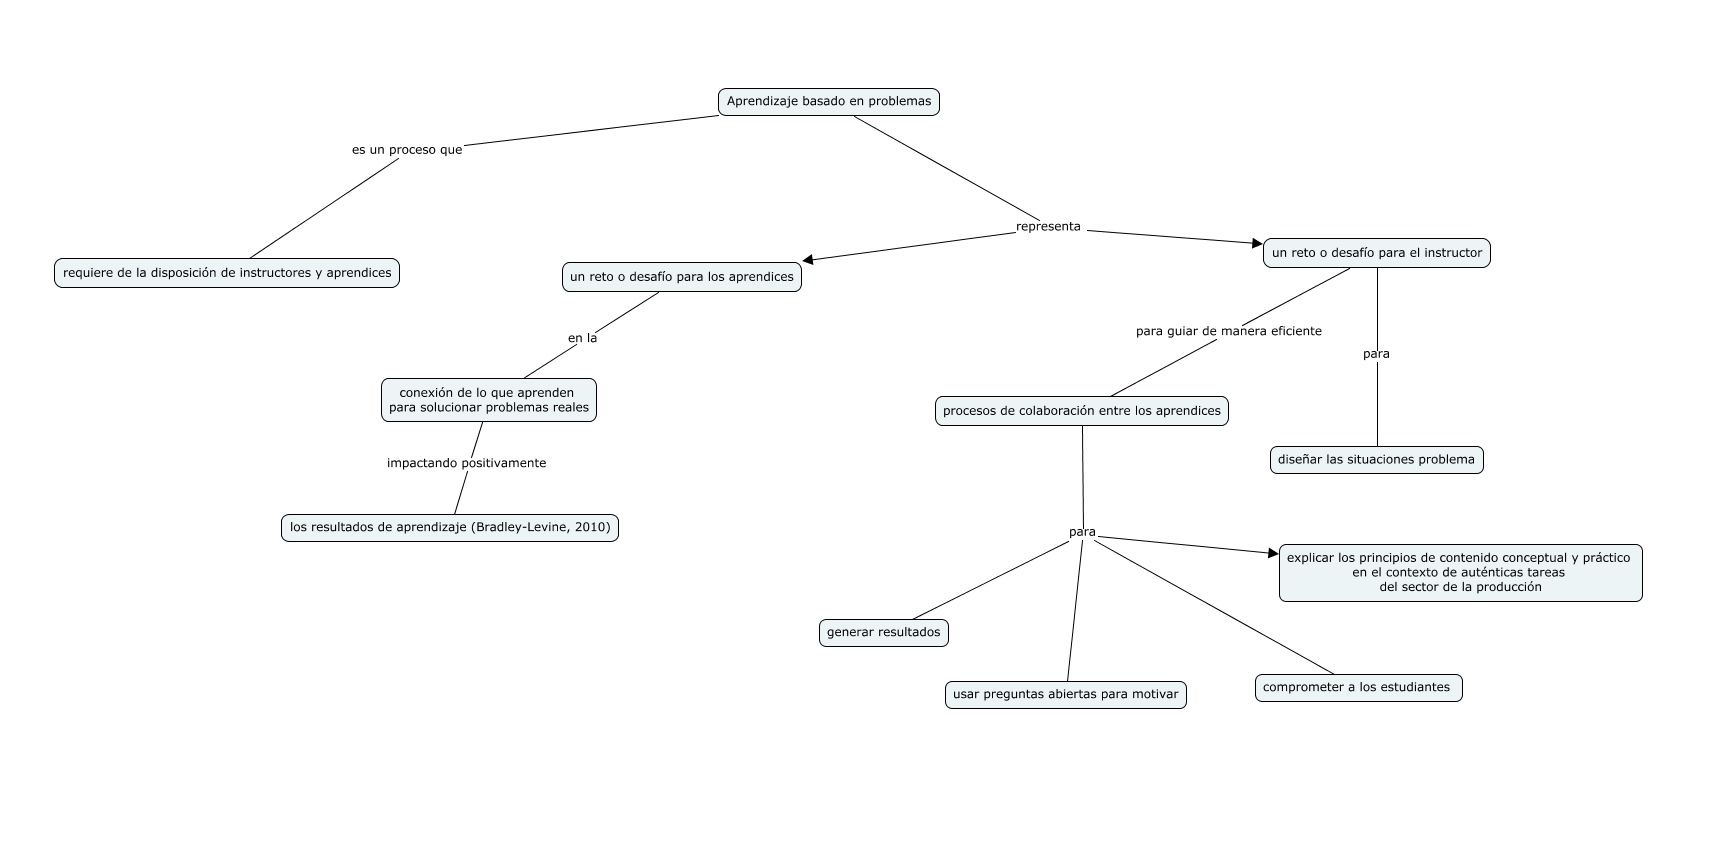 Aprendizaje basado en problemas
es un proceso que
representa
requiere de la disposición de instructores y aprendices
un reto o desafío para los aprendices
un reto o desafío para el instructor
en la
para guiar de manera eficiente
para
conexión de lo que aprenden
para solucionar problemas reales
procesos de colaboración entre los aprendices
impactando positivamente
diseñar las situaciones problema
los resultados de aprendizaje (Bradley-Levine, 2010)
para
explicar los principios de contenido conceptual y práctico
en el contexto de auténticas tareas
del sector de la producción
generar resultados
usar preguntas abiertas para motivar
comprometer a los estudiantes